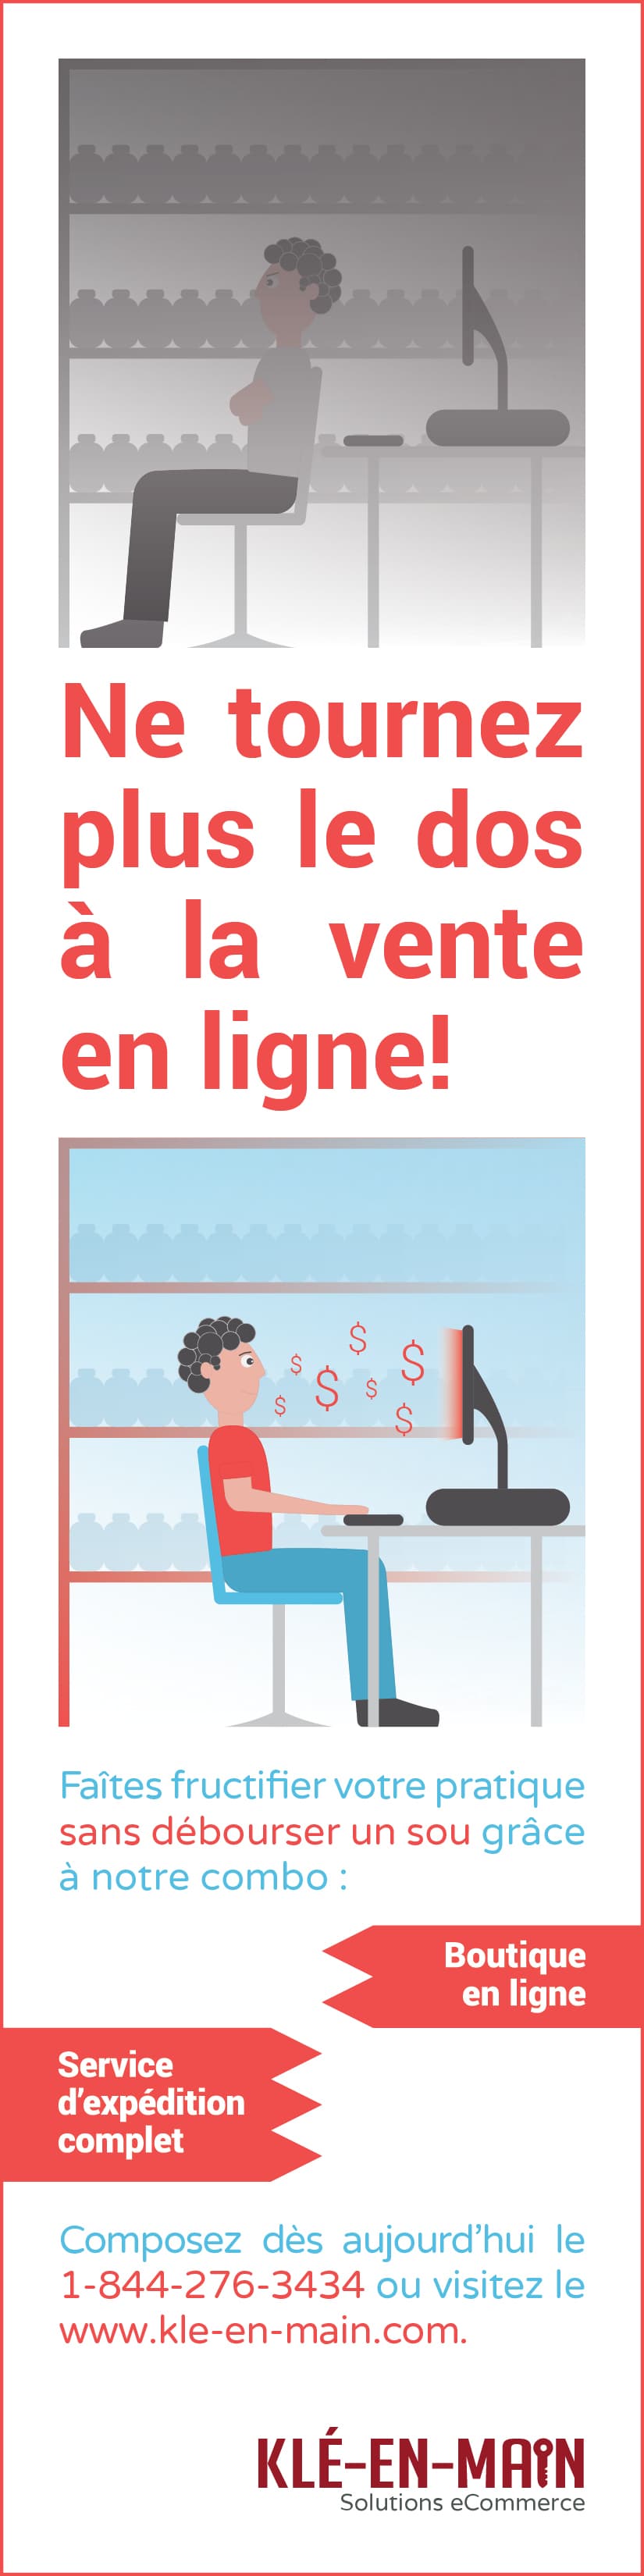 Ne tournez
plus le dos
à la vente
en ligne!
$ $ $ $ $ $ $
Faîtes fructifier votre pratique
sans débourser un sou grâce
à notre combo :
Boutique
en ligne
Service
d'expédition
complet
Composez dès aujourd'hui le
1-844-276-3434 ou visitez le
www.kle-en-main.com.
KLÉ-EN-MAIN
Solutions eCommerce